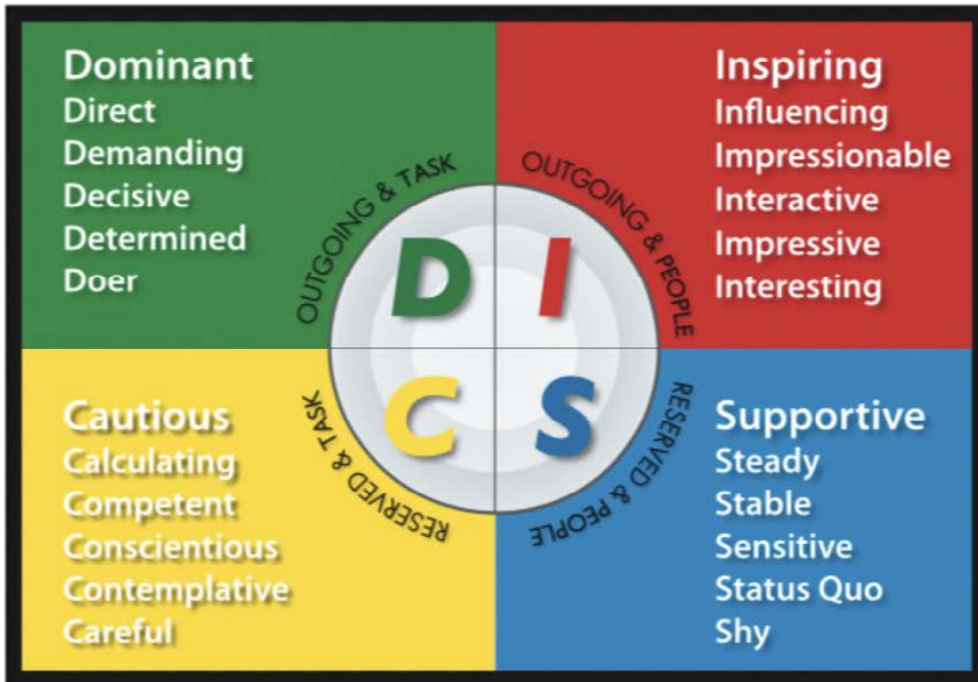 Dominant
Direct
Demanding
Decisive
Determined
Doer
OUTGOING & TASK
Inspiring
Influencing
Impressionable
Interactive
Impressive
Interesting
OUTGOING & PEOPLE
D I
C S
Cautious
Calculating
Competent
Conscientious
Contemplative
Careful
RESERVED & TASK
Supportive
Steady
Stable
Sensitive
Status Quo
Shy
RESERVED & PEOPLE